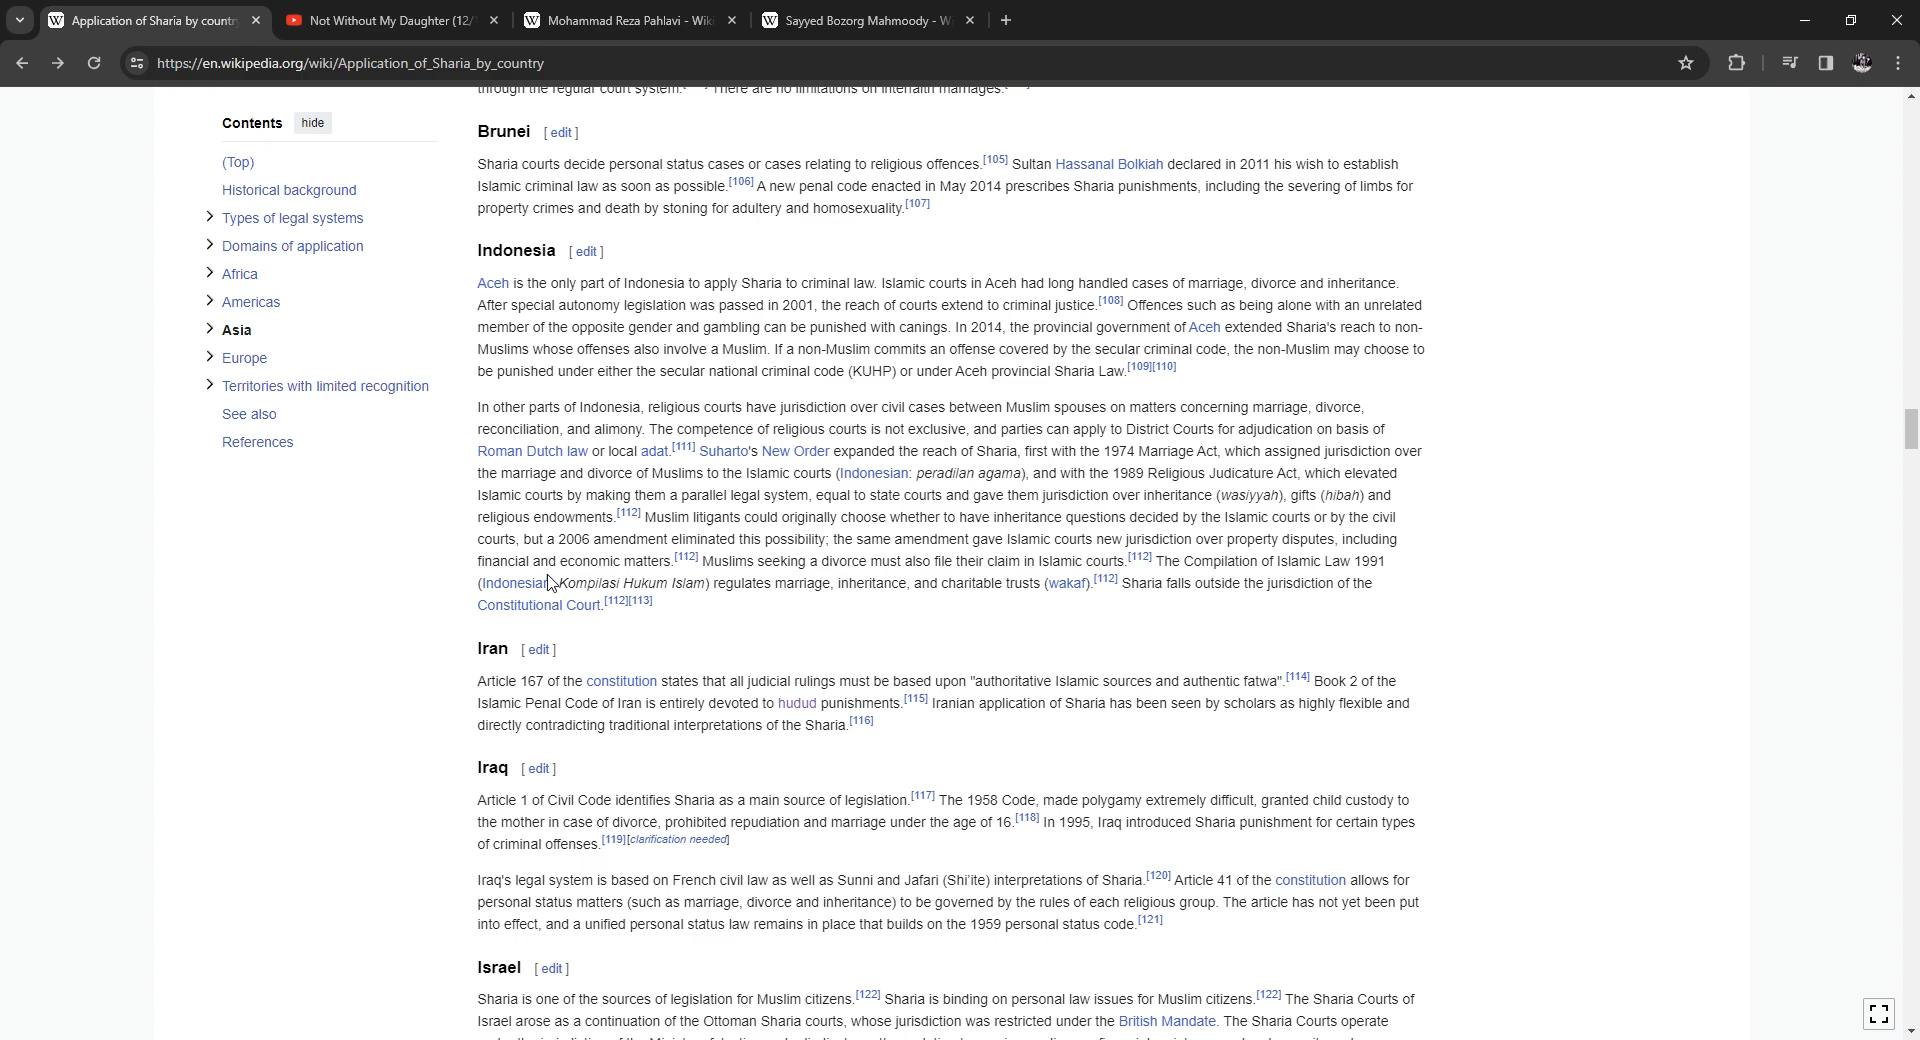 Application of Sharia by countr
Not Without My Daughter (12/
Mohammad Reza Pahlavi - Wiki
Sayyed Bozorg Mahmoody - W
https://en.wikipedia.org/wiki/Application_of_Sharia_by_country
through the regular court system. There are no limitations on interfaith marriages.
Contents hide
(Top)
Historical background
Types of legal systems
Domains of application
Africa
Americas
Asia
Europe
Territories with limited recognition
See also
References
Brunei [ edit ]
Sharia courts decide personal status cases or cases relating to religious offences.[105] Sultan Hassanal Bolkiah declared in 2011 his wish to establish
Islamic criminal law as soon as possible.[106] A new penal code enacted in May 2014 prescribes Sharia punishments, including the severing of limbs for
property crimes and death by stoning for adultery and homosexuality.[107]
Indonesia [ edit ]
Aceh is the only part of Indonesia to apply Sharia to criminal law. Islamic courts in Aceh had long handled cases of marriage, divorce and inheritance.
After special autonomy legislation was passed in 2001, the reach of courts extend to criminal justice.[108] Offences such as being alone with an unrelated
member of the opposite gender and gambling can be punished with canings. In 2014, the provincial government of Aceh extended Sharia's reach to non-
Muslims whose offenses also involve a Muslim. If a non-Muslim commits an offense covered by the secular criminal code, the non-Muslim may choose to
be punished under either the secular national criminal code (KUHP) or under Aceh provincial Sharia Law.[109][110]
In other parts of Indonesia, religious courts have jurisdiction over civil cases between Muslim spouses on matters concerning marriage, divorce,
reconciliation, and alimony. The competence of religious courts is not exclusive, and parties can apply to District Courts for adjudication on basis of
Roman Dutch law or local adat.[111] Suharto's New Order expanded the reach of Sharia, first with the 1974 Marriage Act, which assigned jurisdiction over
the marriage and divorce of Muslims to the Islamic courts (Indonesian: peradilan agama), and with the 1989 Religious Judicature Act, which elevated
Islamic courts by making them a parallel legal system, equal to state courts and gave them jurisdiction over inheritance (wasiyyah), gifts (hibah) and
religious endowments.[112] Muslim litigants could originally choose whether to have inheritance questions decided by the Islamic courts or by the civil
courts, but a 2006 amendment eliminated this possibility; the same amendment gave Islamic courts new jurisdiction over property disputes, including
financial and economic matters.[112] Muslims seeking a divorce must also file their claim in Islamic courts.[112] The Compilation of Islamic Law 1991
(Indonesian Kompilasi Hukum Islam) regulates marriage, inheritance, and charitable trusts (wakaf).[112] Sharia falls outside the jurisdiction of the
Constitutional Court.[112][113]
Iran [ edit ]
Article 167 of the constitution states that all judicial rulings must be based upon "authoritative Islamic sources and authentic fatwa".[114] Book 2 of the
Islamic Penal Code of Iran is entirely devoted to hudud punishments.[115] Iranian application of Sharia has been seen by scholars as highly flexible and
directly contradicting traditional interpretations of the Sharia.[116]
Iraq [ edit ]
Article 1 of Civil Code identifies Sharia as a main source of legislation.[117] The 1958 Code, made polygamy extremely difficult, granted child custody to
the mother in case of divorce, prohibited repudiation and marriage under the age of 16.[118] In 1995, Iraq introduced Sharia punishment for certain types
of criminal offenses.[119][clarification needed]
Iraq's legal system is based on French civil law as well as Sunni and Jafari (Shi'ite) interpretations of Sharia.[120] Article 41 of the constitution allows for
personal status matters (such as marriage, divorce and inheritance) to be governed by the rules of each religious group. The article has not yet been put
into effect, and a unified personal status law remains in place that builds on the 1959 personal status code.[121]
Israel [ edit ]
Sharia is one of the sources of legislation for Muslim citizens.[122] Sharia is binding on personal law issues for Muslim citizens.[122] The Sharia Courts of
Israel arose as a continuation of the Ottoman Sharia courts, whose jurisdiction was restricted under the British Mandate. The Sharia Courts operate